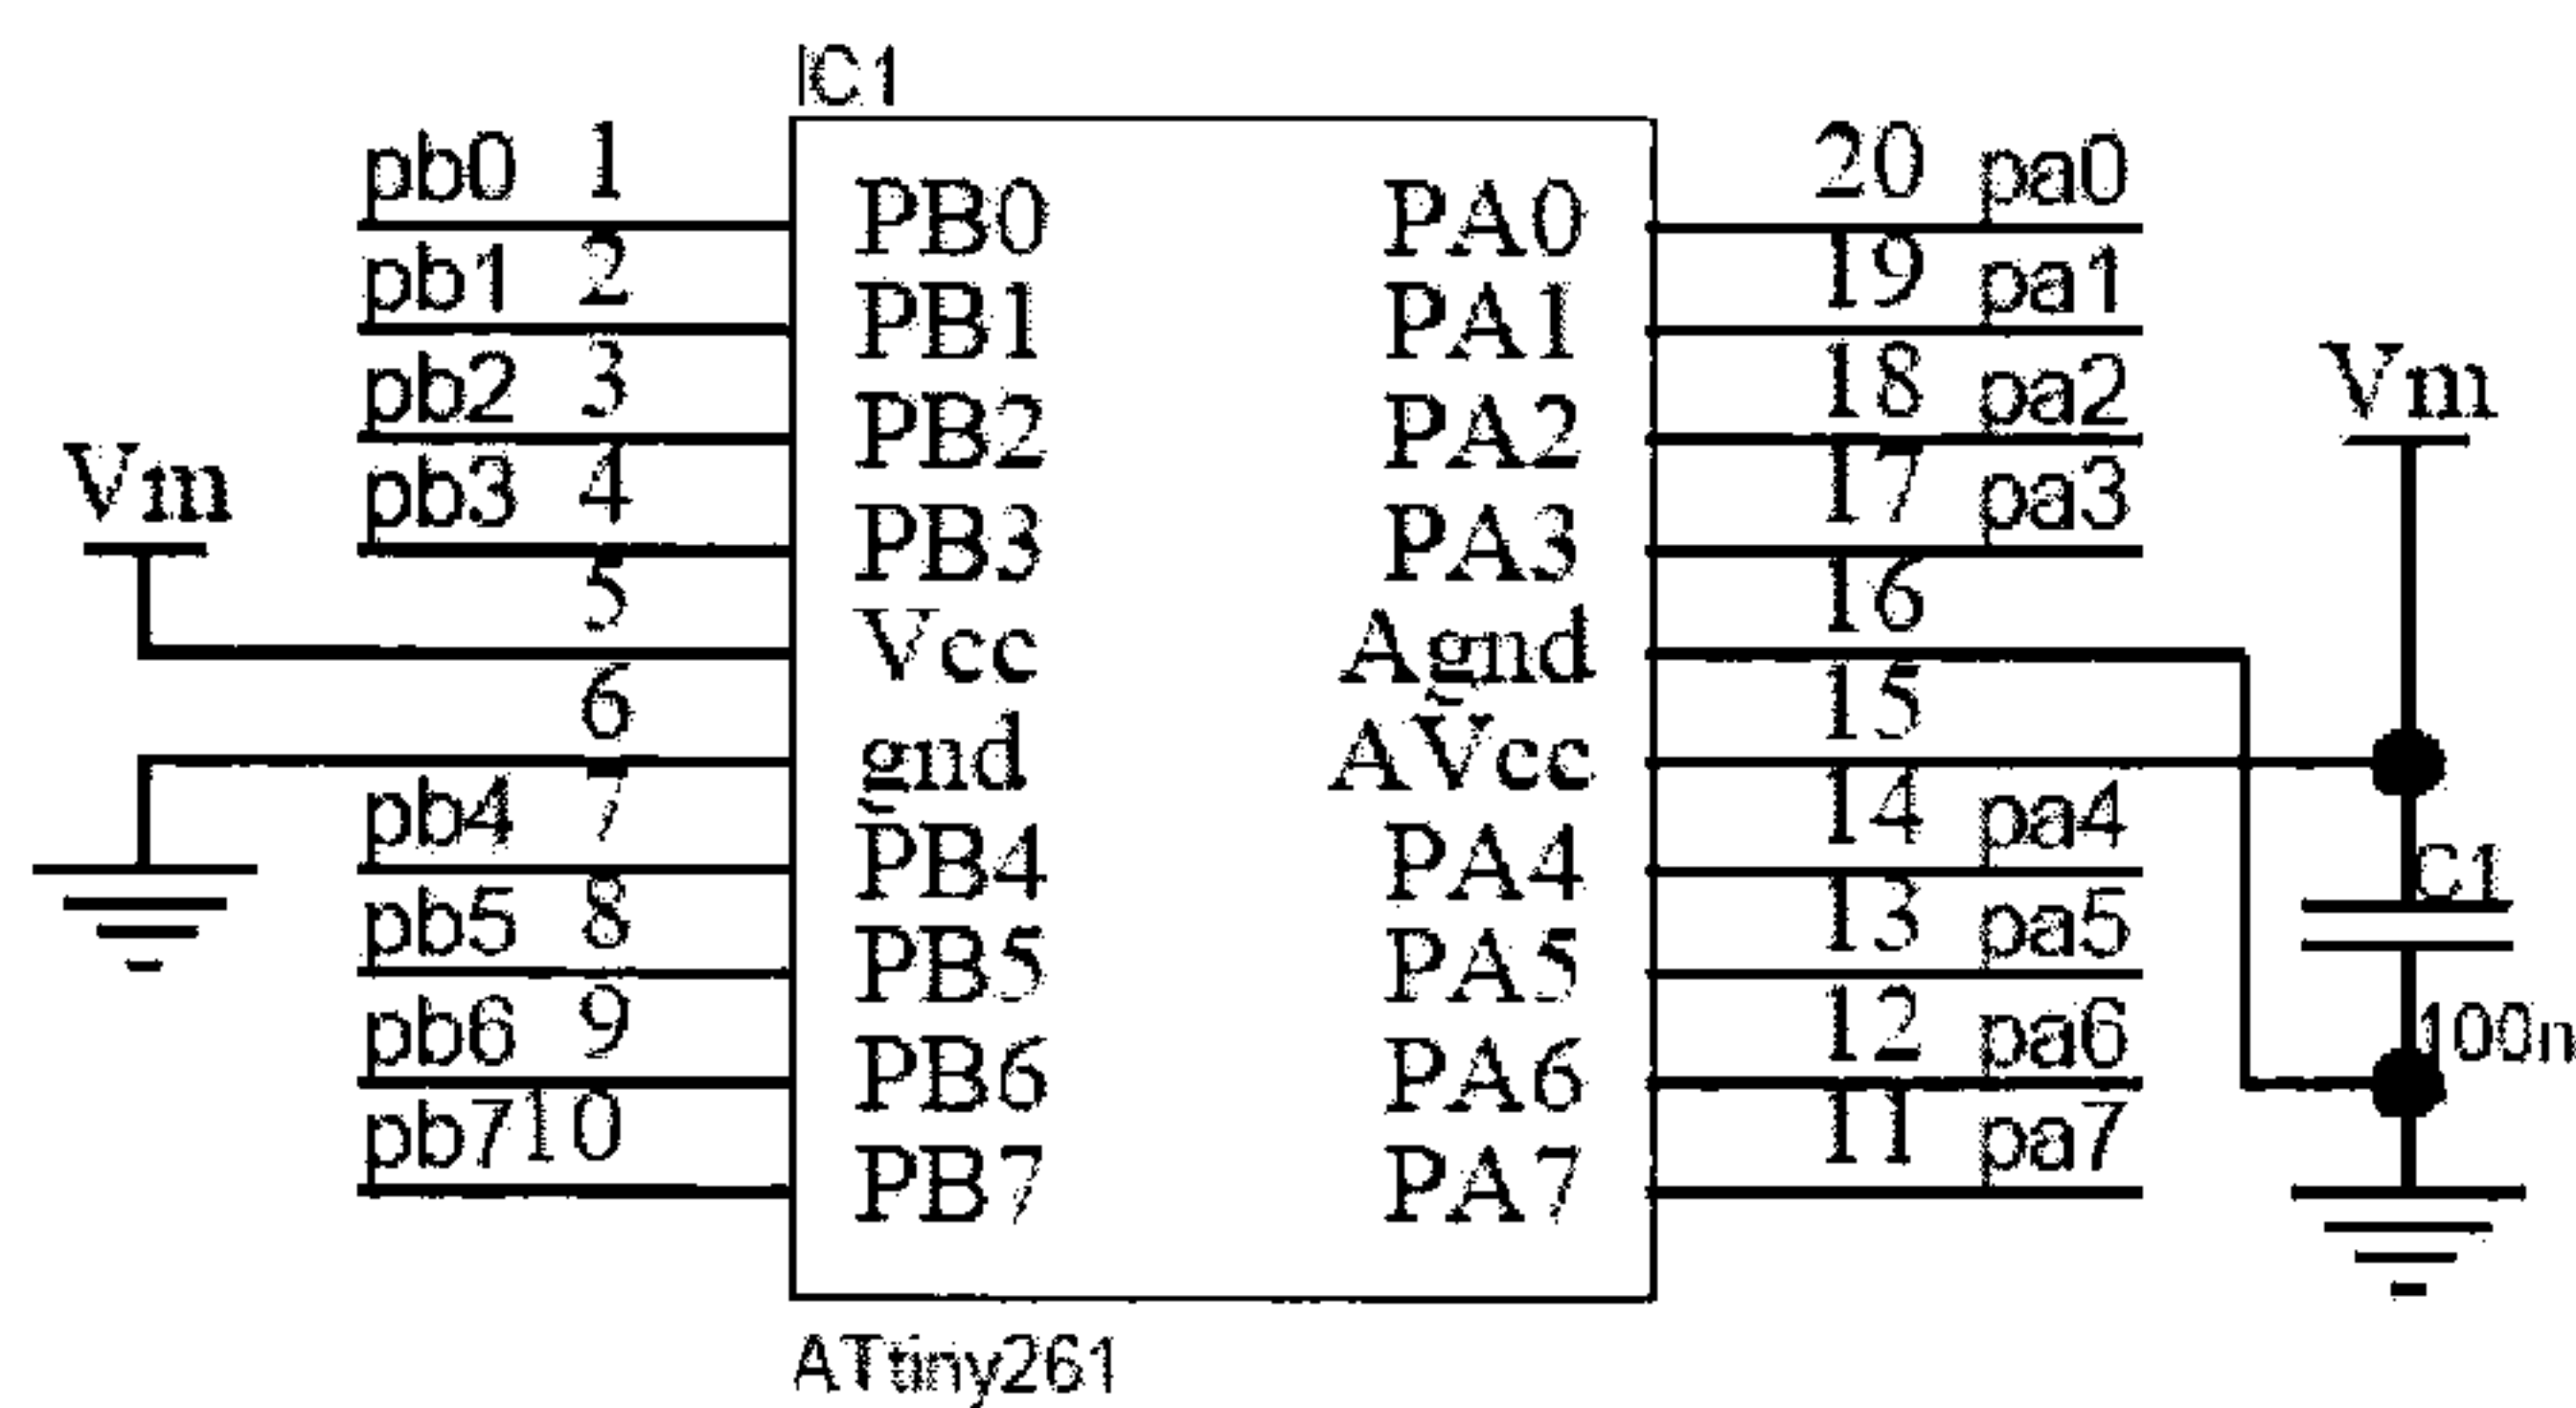 IC1
pb0 1 PB0 PA0 20 pa0
pb1 2 PB1 PA1 19 pa1
pb2 3 PB2 PA2 18 pa2
Vm pb3 4 PB3 PA3 17 pa3 Vm
5 Vcc Agnd 16
6 gnd AVcc 15
pb4 7 PB4 PA4 14 pa4
pb5 8 PB5 PA5 13 pa5 C1
pb6 9 PB6 PA6 12 pa6 100n
pb7 10 PB7 PA7 11 pa7
ATtiny261